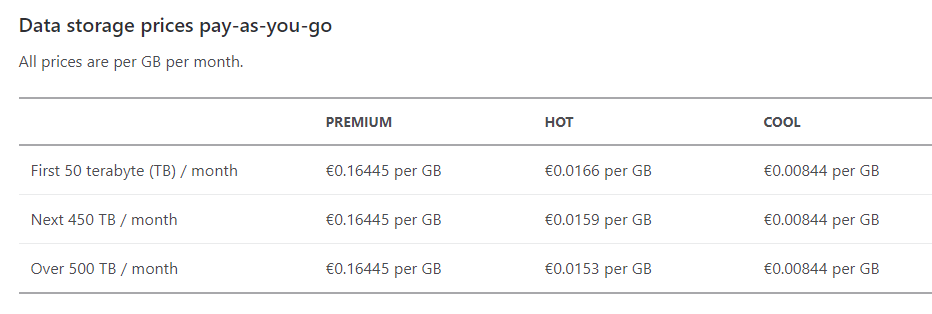 Data storage prices pay-as-you-go
All prices are per GB per month.
PREMIUM HOT COOL
First 50 terabyte (TB) / month €0.16445 per GB €0.0166 per GB €0.00844 per GB
Next 450 TB / month €0.16445 per GB €0.0159 per GB €0.00844 per GB
Over 500 TB / month €0.16445 per GB €0.0153 per GB €0.00844 per GB